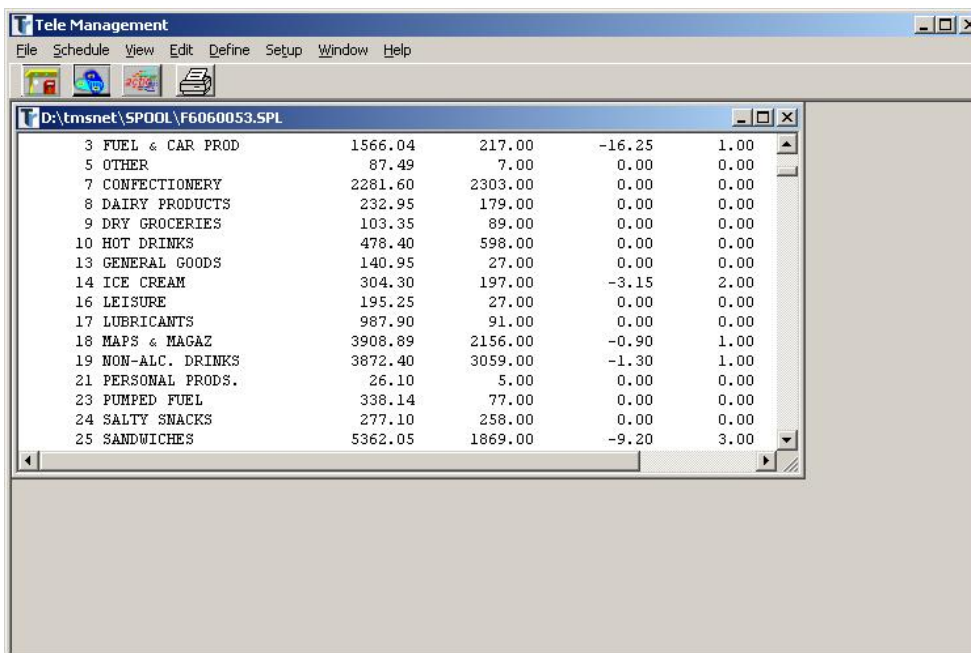 Tele Management
File Schedule View Edit Define Setup Window Help
D:\tmsnet\SPOOL\F6060053.SPL
3 FUEL & CAR PROD 1566.04 217.00 -16.25 1.00
5 OTHER 87.49 7.00 0.00 0.00
7 CONFECTIONERY 2281.60 2303.00 0.00 0.00
8 DAIRY PRODUCTS 232.95 179.00 0.00 0.00
9 DRY GROCERIES 103.35 89.00 0.00 0.00
10 HOT DRINKS 478.40 598.00 0.00 0.00
13 GENERAL GOODS 140.95 27.00 0.00 0.00
14 ICE CREAM 304.30 197.00 -3.15 2.00
16 LEISURE 195.25 27.00 0.00 0.00
17 LUBRICANTS 987.90 91.00 0.00 0.00
18 MAPS & MAGAZ 3908.89 2156.00 -0.90 1.00
19 NON-ALC. DRINKS 3872.40 3059.00 -1.30 1.00
21 PERSONAL PRODS. 26.10 5.00 0.00 0.00
23 PUMPED FUEL 338.14 77.00 0.00 0.00
24 SALTY SNACKS 277.10 258.00 0.00 0.00
25 SANDWICHES 5362.05 1869.00 -9.20 3.00